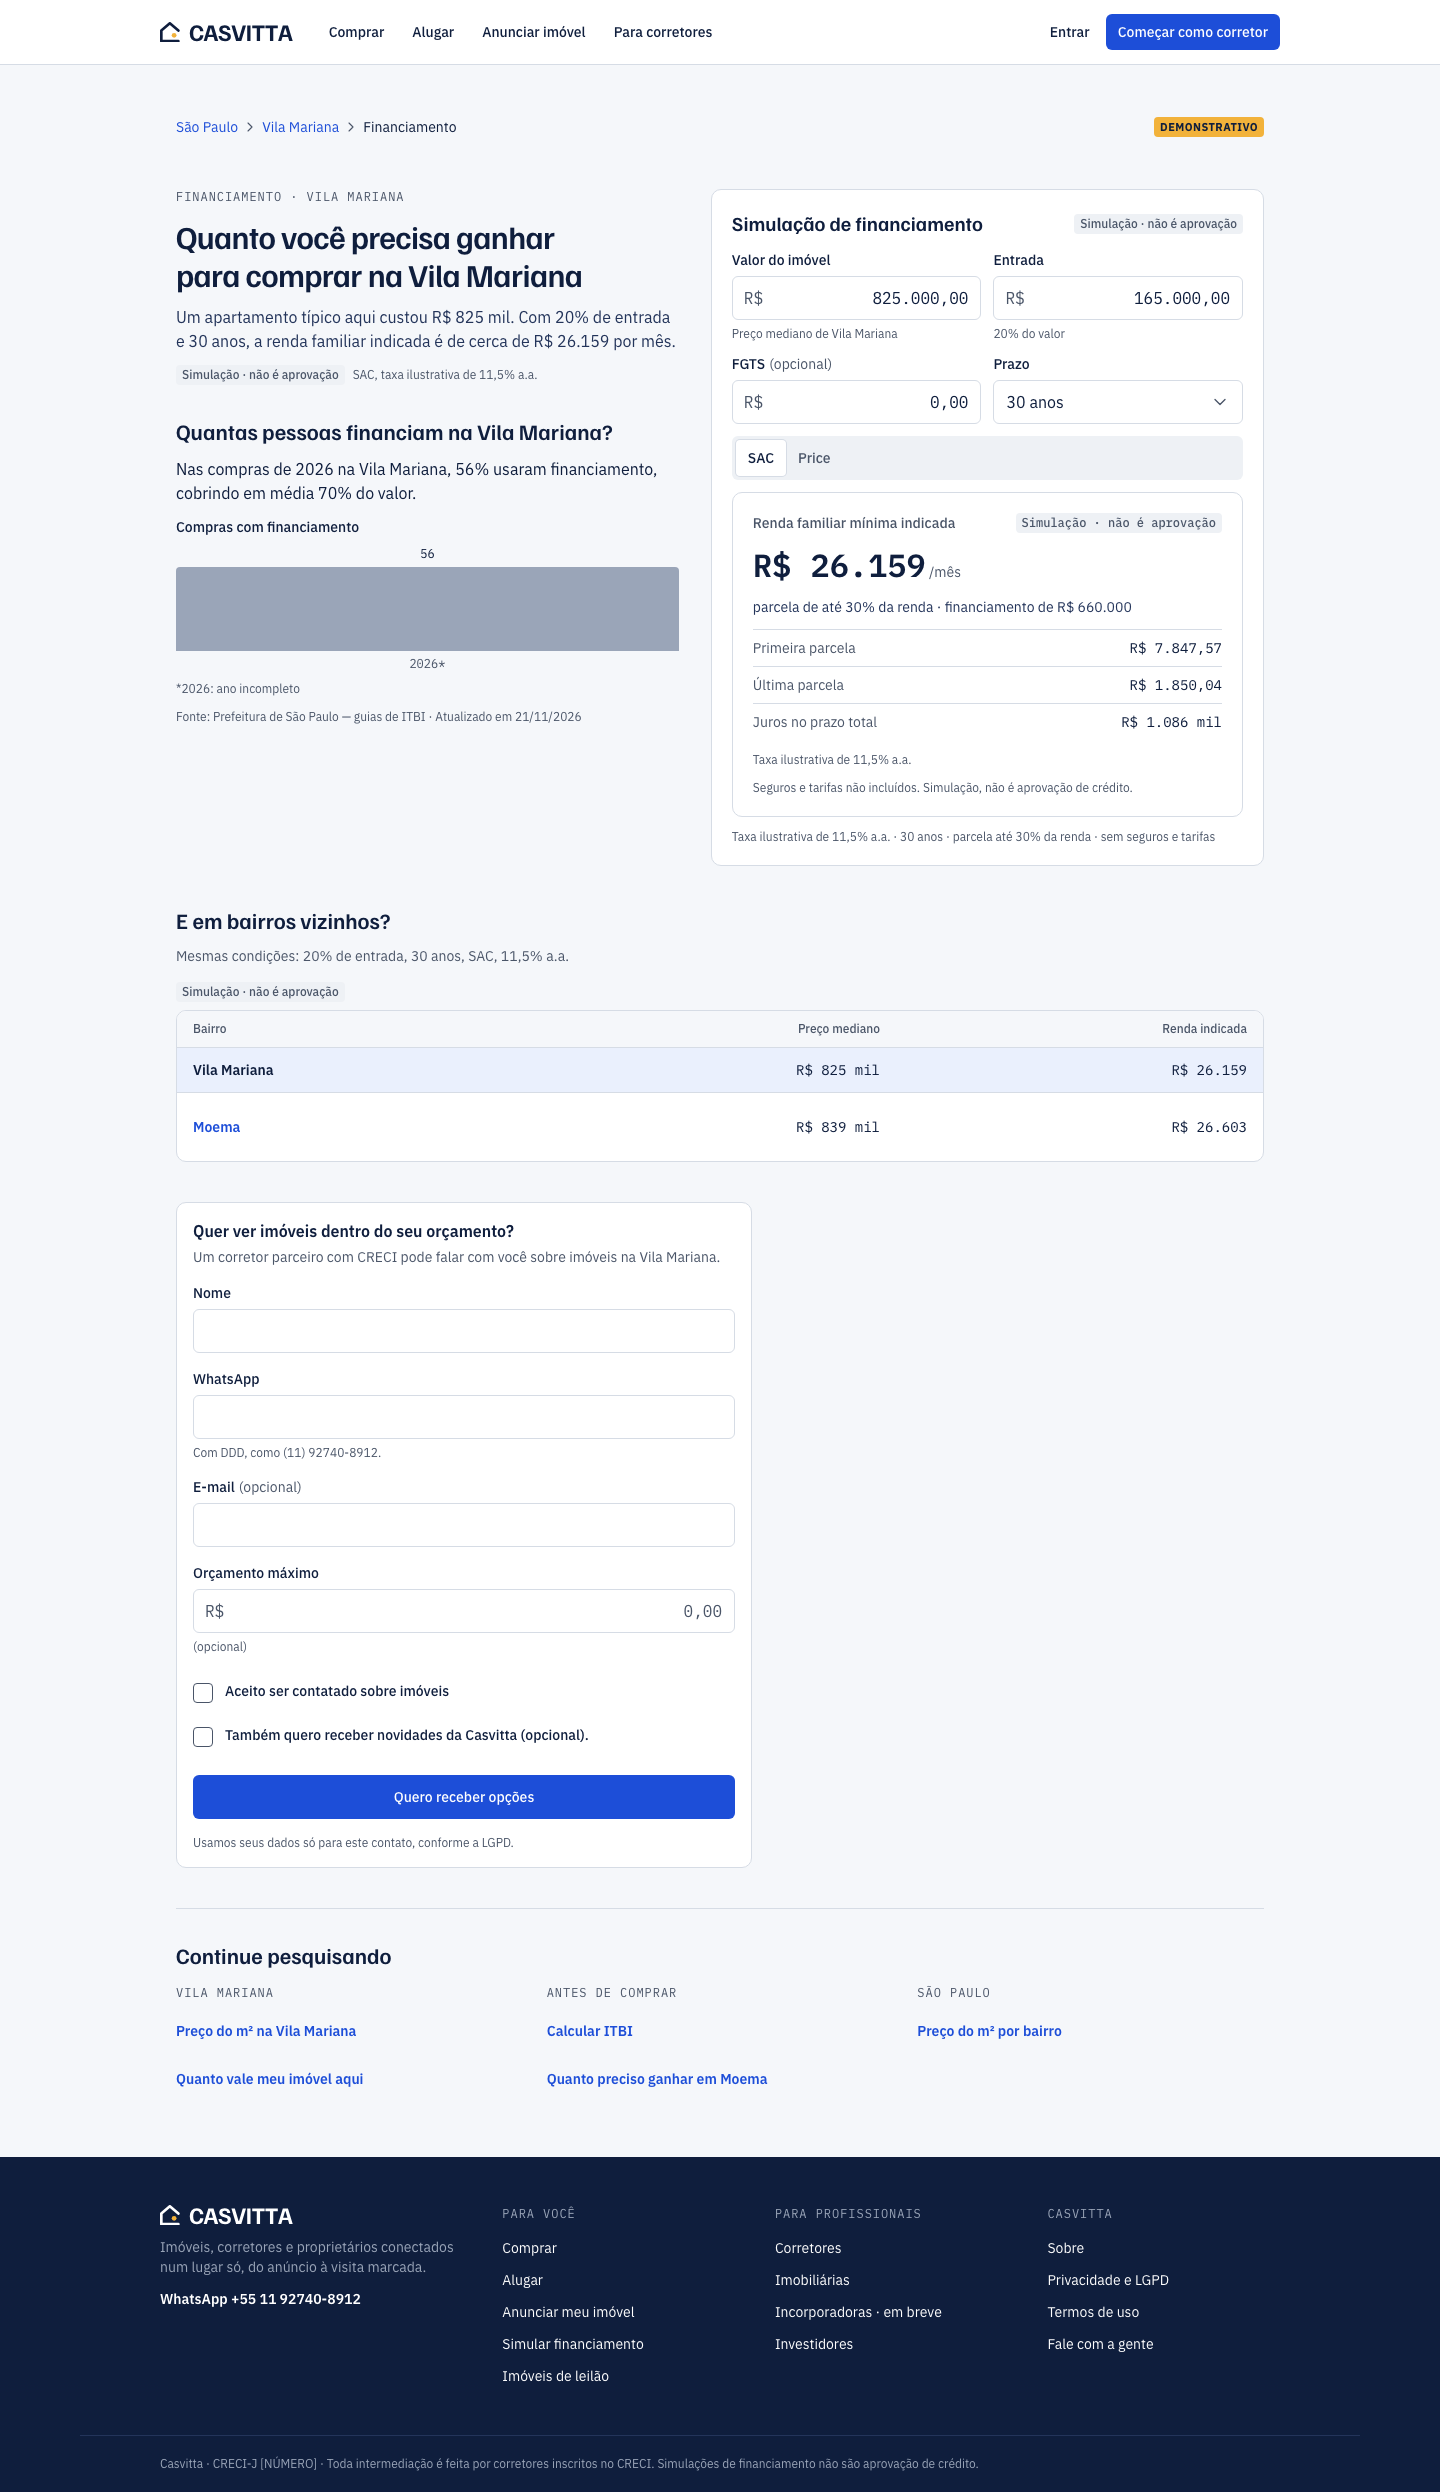 CASVITTA
Comprar
Alugar
Anunciar imóvel
Para corretores
Entrar
Começar como corretor
São Paulo > Vila Mariana > Financiamento
DEMONSTRATIVO
FINANCIAMENTO · VILA MARIANA
Quanto você precisa ganhar
para comprar na Vila Mariana
Um apartamento típico aqui custou R$ 825 mil. Com 20% de entrada
e 30 anos, a renda familiar indicada é de cerca de R$ 26.159 por mês.
Simulação · não é aprovação
SAC, taxa ilustrativa de 11,5% a.a.
Quantas pessoas financiam na Vila Mariana?
Nas compras de 2026 na Vila Mariana, 56% usaram financiamento,
cobrindo em média 70% do valor.
Compras com financiamento
56
2026*
*2026: ano incompleto
Fonte: Prefeitura de São Paulo — guias de ITBI · Atualizado em 21/11/2026
Simulação de financiamento
Simulação · não é aprovação
Valor do imóvel
R$ 825.000,00
Preço mediano de Vila Mariana
Entrada
R$ 165.000,00
20% do valor
FGTS (opcional)
R$ 0,00
Prazo
30 anos
SAC
Price
Renda familiar mínima indicada
Simulação · não é aprovação
R$ 26.159 /mês
parcela de até 30% da renda · financiamento de R$ 660.000
Primeira parcela R$ 7.847,57
Última parcela R$ 1.850,04
Juros no prazo total R$ 1.086 mil
Taxa ilustrativa de 11,5% a.a.
Seguros e tarifas não incluídos. Simulação, não é aprovação de crédito.
Taxa ilustrativa de 11,5% a.a. · 30 anos · parcela até 30% da renda · sem seguros e tarifas
E em bairros vizinhos?
Mesmas condições: 20% de entrada, 30 anos, SAC, 11,5% a.a.
Simulação · não é aprovação
Bairro Preço mediano Renda indicada
Vila Mariana R$ 825 mil R$ 26.159
Moema R$ 839 mil R$ 26.603
Quer ver imóveis dentro do seu orçamento?
Um corretor parceiro com CRECI pode falar com você sobre imóveis na Vila Mariana.
Nome
WhatsApp
Com DDD, como (11) 92740-8912.
E-mail (opcional)
Orçamento máximo
R$ 0,00
(opcional)
Aceito ser contatado sobre imóveis
Também quero receber novidades da Casvitta (opcional).
Quero receber opções
Usamos seus dados só para este contato, conforme a LGPD.
Continue pesquisando
VILA MARIANA
Preço do m² na Vila Mariana
Quanto vale meu imóvel aqui
ANTES DE COMPRAR
Calcular ITBI
Quanto preciso ganhar em Moema
SÃO PAULO
Preço do m² por bairro
CASVITTA
Imóveis, corretores e proprietários conectados
num lugar só, do anúncio à visita marcada.
WhatsApp +55 11 92740-8912
PARA VOCÊ
Comprar
Alugar
Anunciar meu imóvel
Simular financiamento
Imóveis de leilão
PARA PROFISSIONAIS
Corretores
Imobiliárias
Incorporadoras · em breve
Investidores
CASVITTA
Sobre
Privacidade e LGPD
Termos de uso
Fale com a gente
Casvitta · CRECI-J [NÚMERO] · Toda intermediação é feita por corretores inscritos no CRECI. Simulações de financiamento não são aprovação de crédito.